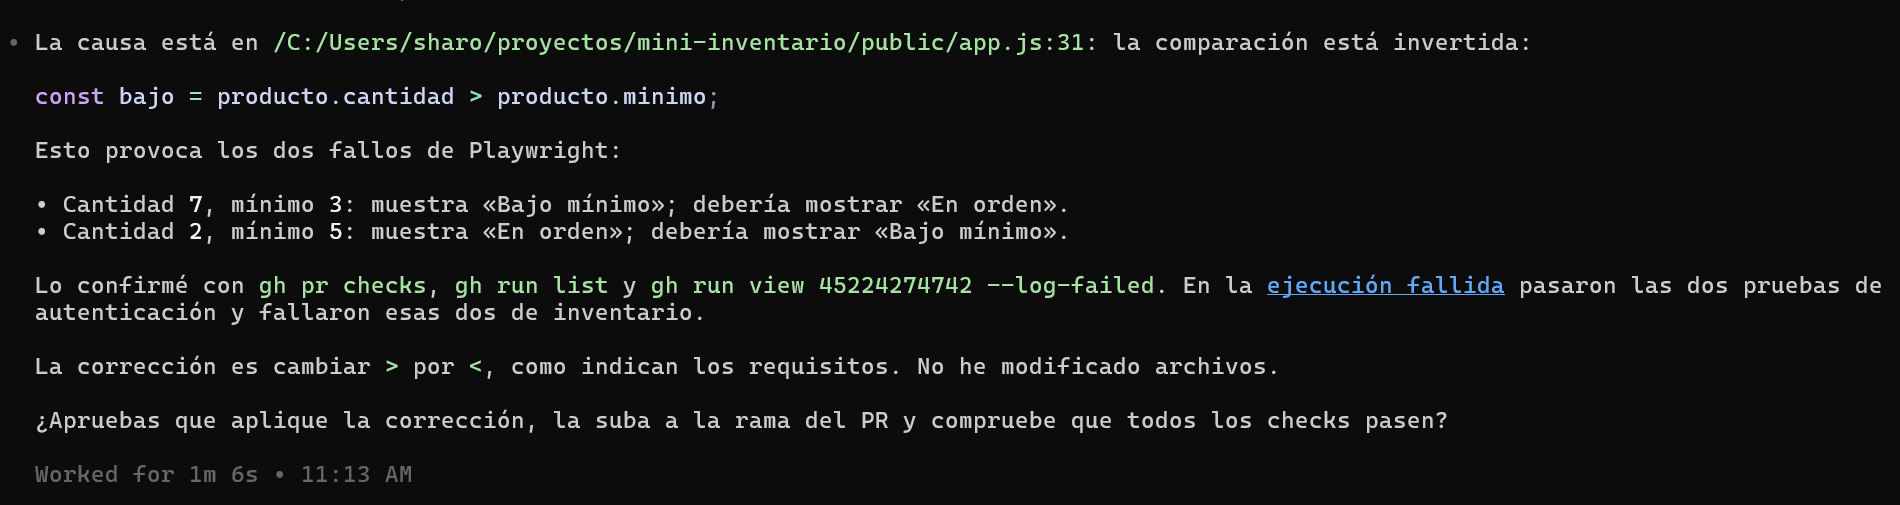 • La causa está en /C:/Users/sharo/proyectos/mini-inventario/public/app.js:31: la comparación está invertida:
const bajo = producto.cantidad > producto.minimo;
Esto provoca los dos fallos de Playwright:
• Cantidad 7, mínimo 3: muestra «Bajo mínimo»; debería mostrar «En orden».
• Cantidad 2, mínimo 5: muestra «En orden»; debería mostrar «Bajo mínimo».
Lo confirmé con gh pr checks, gh run list y gh run view 45224274742 --log-failed. En la ejecución fallida pasaron las dos pruebas de
autenticación y fallaron esas dos de inventario.
La corrección es cambiar > por <, como indican los requisitos. No he modificado archivos.
¿Apruebas que aplique la corrección, la suba a la rama del PR y compruebe que todos los checks pasen?
Worked for 1m 6s • 11:13 AM